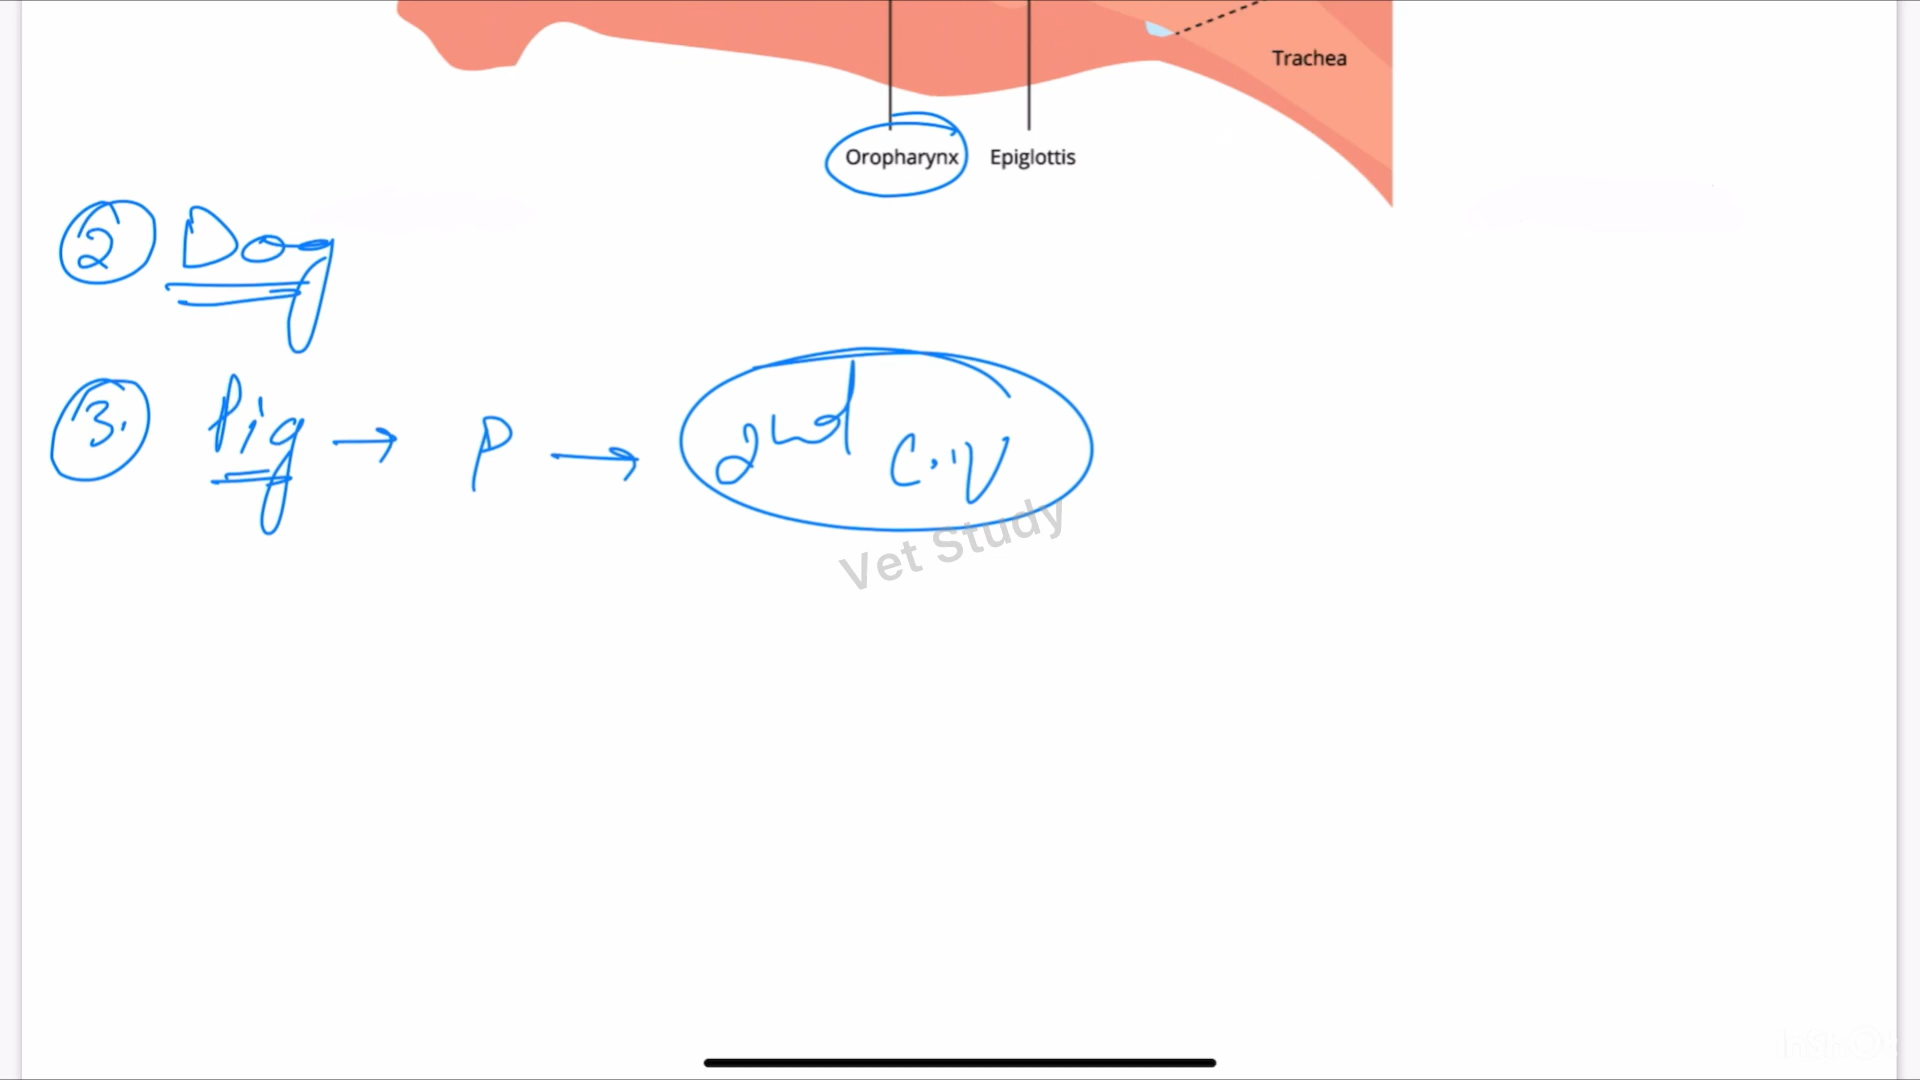 Trachea
Oropharynx Epiglottis
2 Dog
3. Pig → P → 2nd C.V
Vet Study